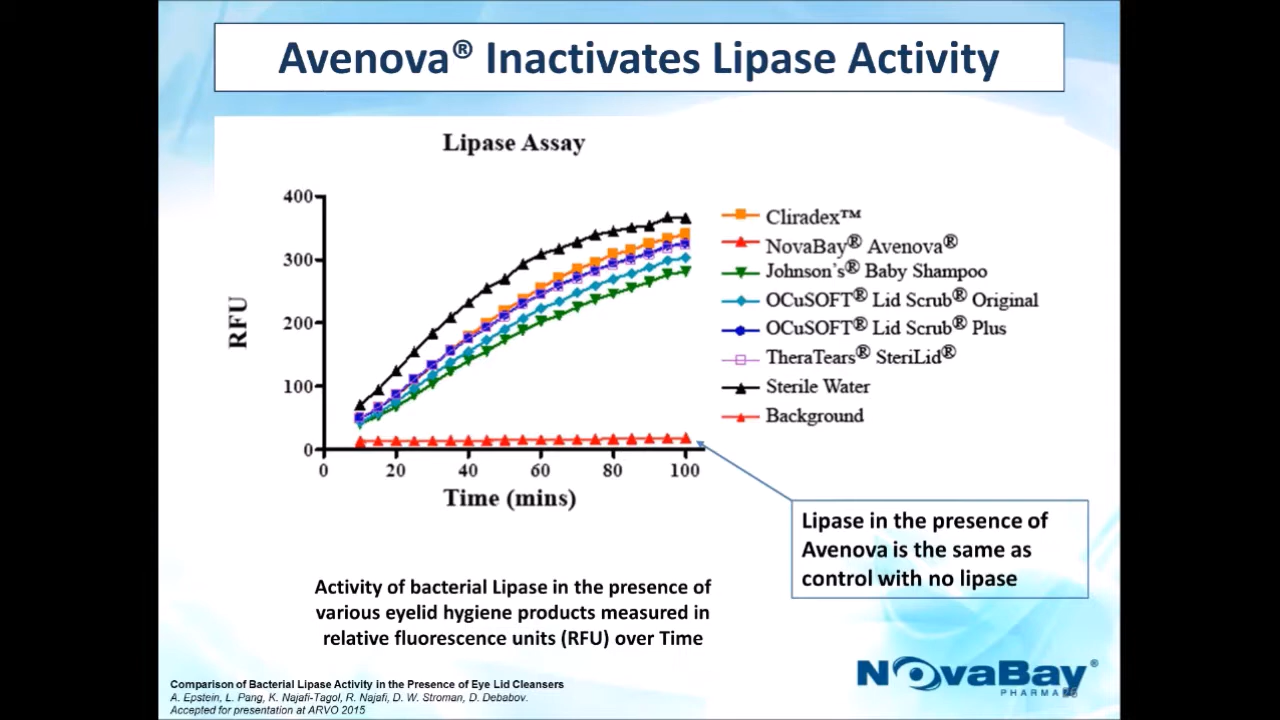 Avenova® Inactivates Lipase Activity
Lipase Assay
400
300
200
100
0
RFU
0 20 40 60 80 100
Time (mins)
Cliradex™
NovaBay® Avenova®
Johnson's® Baby Shampoo
OCuSOFT® Lid Scrub® Original
OCuSOFT® Lid Scrub® Plus
TheraTears® SteriLid®
Sterile Water
Background
Lipase in the presence of
Avenova is the same as
control with no lipase
Activity of bacterial Lipase in the presence of
various eyelid hygiene products measured in
relative fluorescence units (RFU) over Time
Comparison of Bacterial Lipase Activity in the Presence of Eye Lid Cleansers
A. Epstein, L. Pang, K. Najafi-Tagol, R. Najafi, D. W. Stroman, D. Debabov.
Accepted for presentation at ARVO 2015
NovaBay®
PHARMA